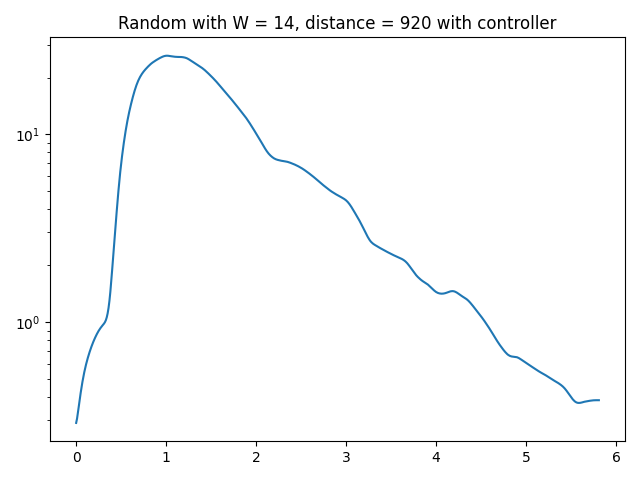 Random with W = 14, distance = 920 with controller
10¹
10⁰
0 1 2 3 4 5 6